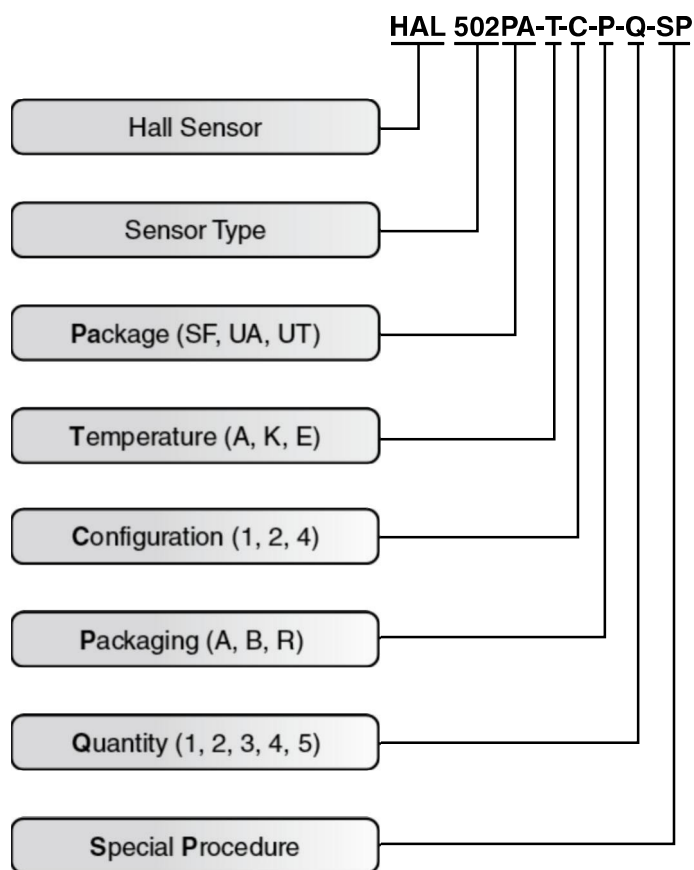 HAL 502PA-T-C-P-Q-SP
Hall Sensor
Sensor Type
Package (SF, UA, UT)
Temperature (A, K, E)
Configuration (1, 2, 4)
Packaging (A, B, R)
Quantity (1, 2, 3, 4, 5)
Special Procedure